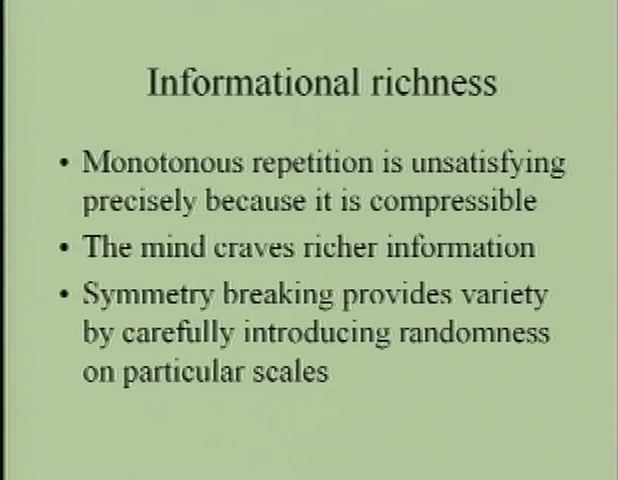 Informational richness
• Monotonous repetition is unsatisfying
precisely because it is compressible
• The mind craves richer information
• Symmetry breaking provides variety
by carefully introducing randomness
on particular scales